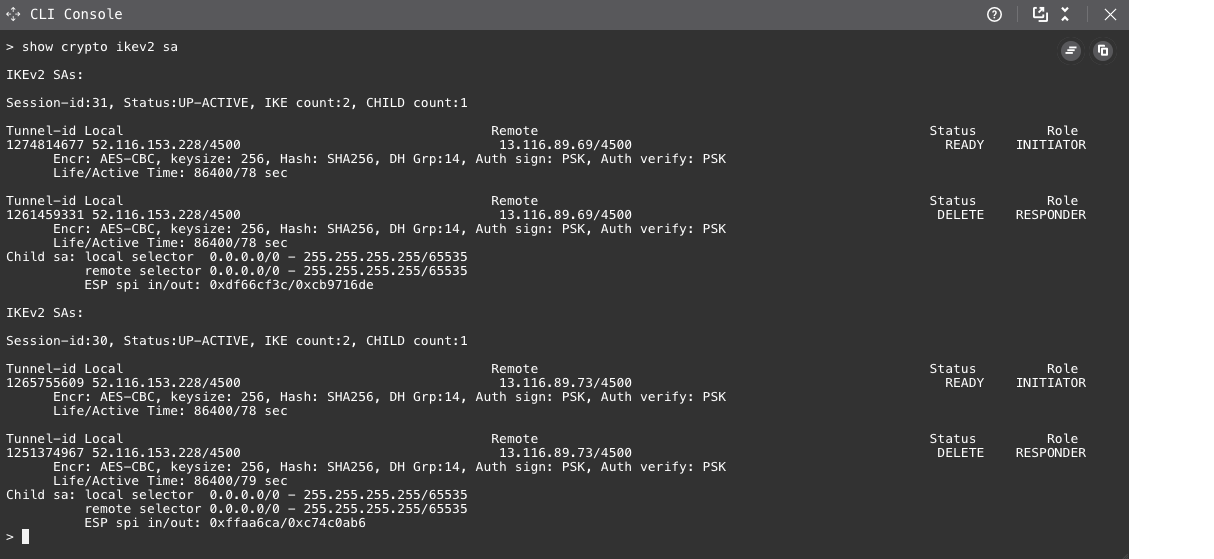 CLI Console
> show crypto ikev2 sa
IKEv2 SAs:
Session-id:31, Status:UP-ACTIVE, IKE count:2, CHILD count:1
Tunnel-id Local Remote Status Role
1274814677 52.116.153.228/4500 13.116.89.69/4500 READY INITIATOR
Encr: AES-CBC, keysize: 256, Hash: SHA256, DH Grp:14, Auth sign: PSK, Auth verify: PSK
Life/Active Time: 86400/78 sec
Tunnel-id Local Remote Status Role
1261459331 52.116.153.228/4500 13.116.89.69/4500 DELETE RESPONDER
Encr: AES-CBC, keysize: 256, Hash: SHA256, DH Grp:14, Auth sign: PSK, Auth verify: PSK
Life/Active Time: 86400/78 sec
Child sa: local selector 0.0.0.0/0 - 255.255.255.255/65535
remote selector 0.0.0.0/0 - 255.255.255.255/65535
ESP spi in/out: 0xdf66cf3c/0xcb9716de
IKEv2 SAs:
Session-id:30, Status:UP-ACTIVE, IKE count:2, CHILD count:1
Tunnel-id Local Remote Status Role
1265755609 52.116.153.228/4500 13.116.89.73/4500 READY INITIATOR
Encr: AES-CBC, keysize: 256, Hash: SHA256, DH Grp:14, Auth sign: PSK, Auth verify: PSK
Life/Active Time: 86400/78 sec
Tunnel-id Local Remote Status Role
1251374967 52.116.153.228/4500 13.116.89.73/4500 DELETE RESPONDER
Encr: AES-CBC, keysize: 256, Hash: SHA256, DH Grp:14, Auth sign: PSK, Auth verify: PSK
Life/Active Time: 86400/79 sec
Child sa: local selector 0.0.0.0/0 - 255.255.255.255/65535
remote selector 0.0.0.0/0 - 255.255.255.255/65535
ESP spi in/out: 0xffaa6ca/0xc74c0ab6
>